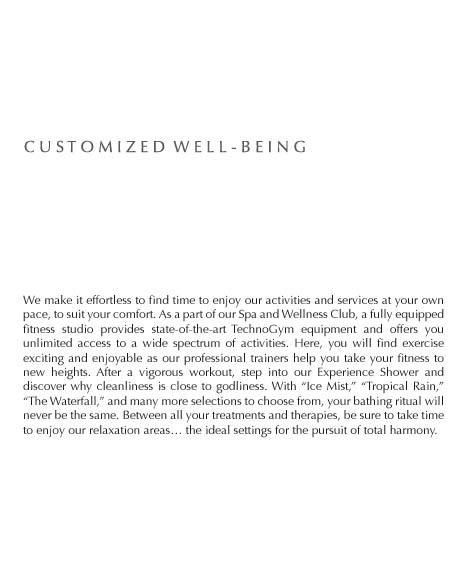 CUSTOMIZED WELL-BEING
We make it effortless to find time to enjoy our activities and services at your own
pace, to suit your comfort. As a part of our Spa and Wellness Club, a fully equipped
fitness studio provides state-of-the-art TechnoGym equipment and offers you
unlimited access to a wide spectrum of activities. Here, you will find exercise
exciting and enjoyable as our professional trainers help you take your fitness to
new heights. After a vigorous workout, step into our Experience Shower and
discover why cleanliness is close to godliness. With “Ice Mist,” “Tropical Rain,”
“The Waterfall,” and many more selections to choose from, your bathing ritual will
never be the same. Between all your treatments and therapies, be sure to take time
to enjoy our relaxation areas… the ideal settings for the pursuit of total harmony.